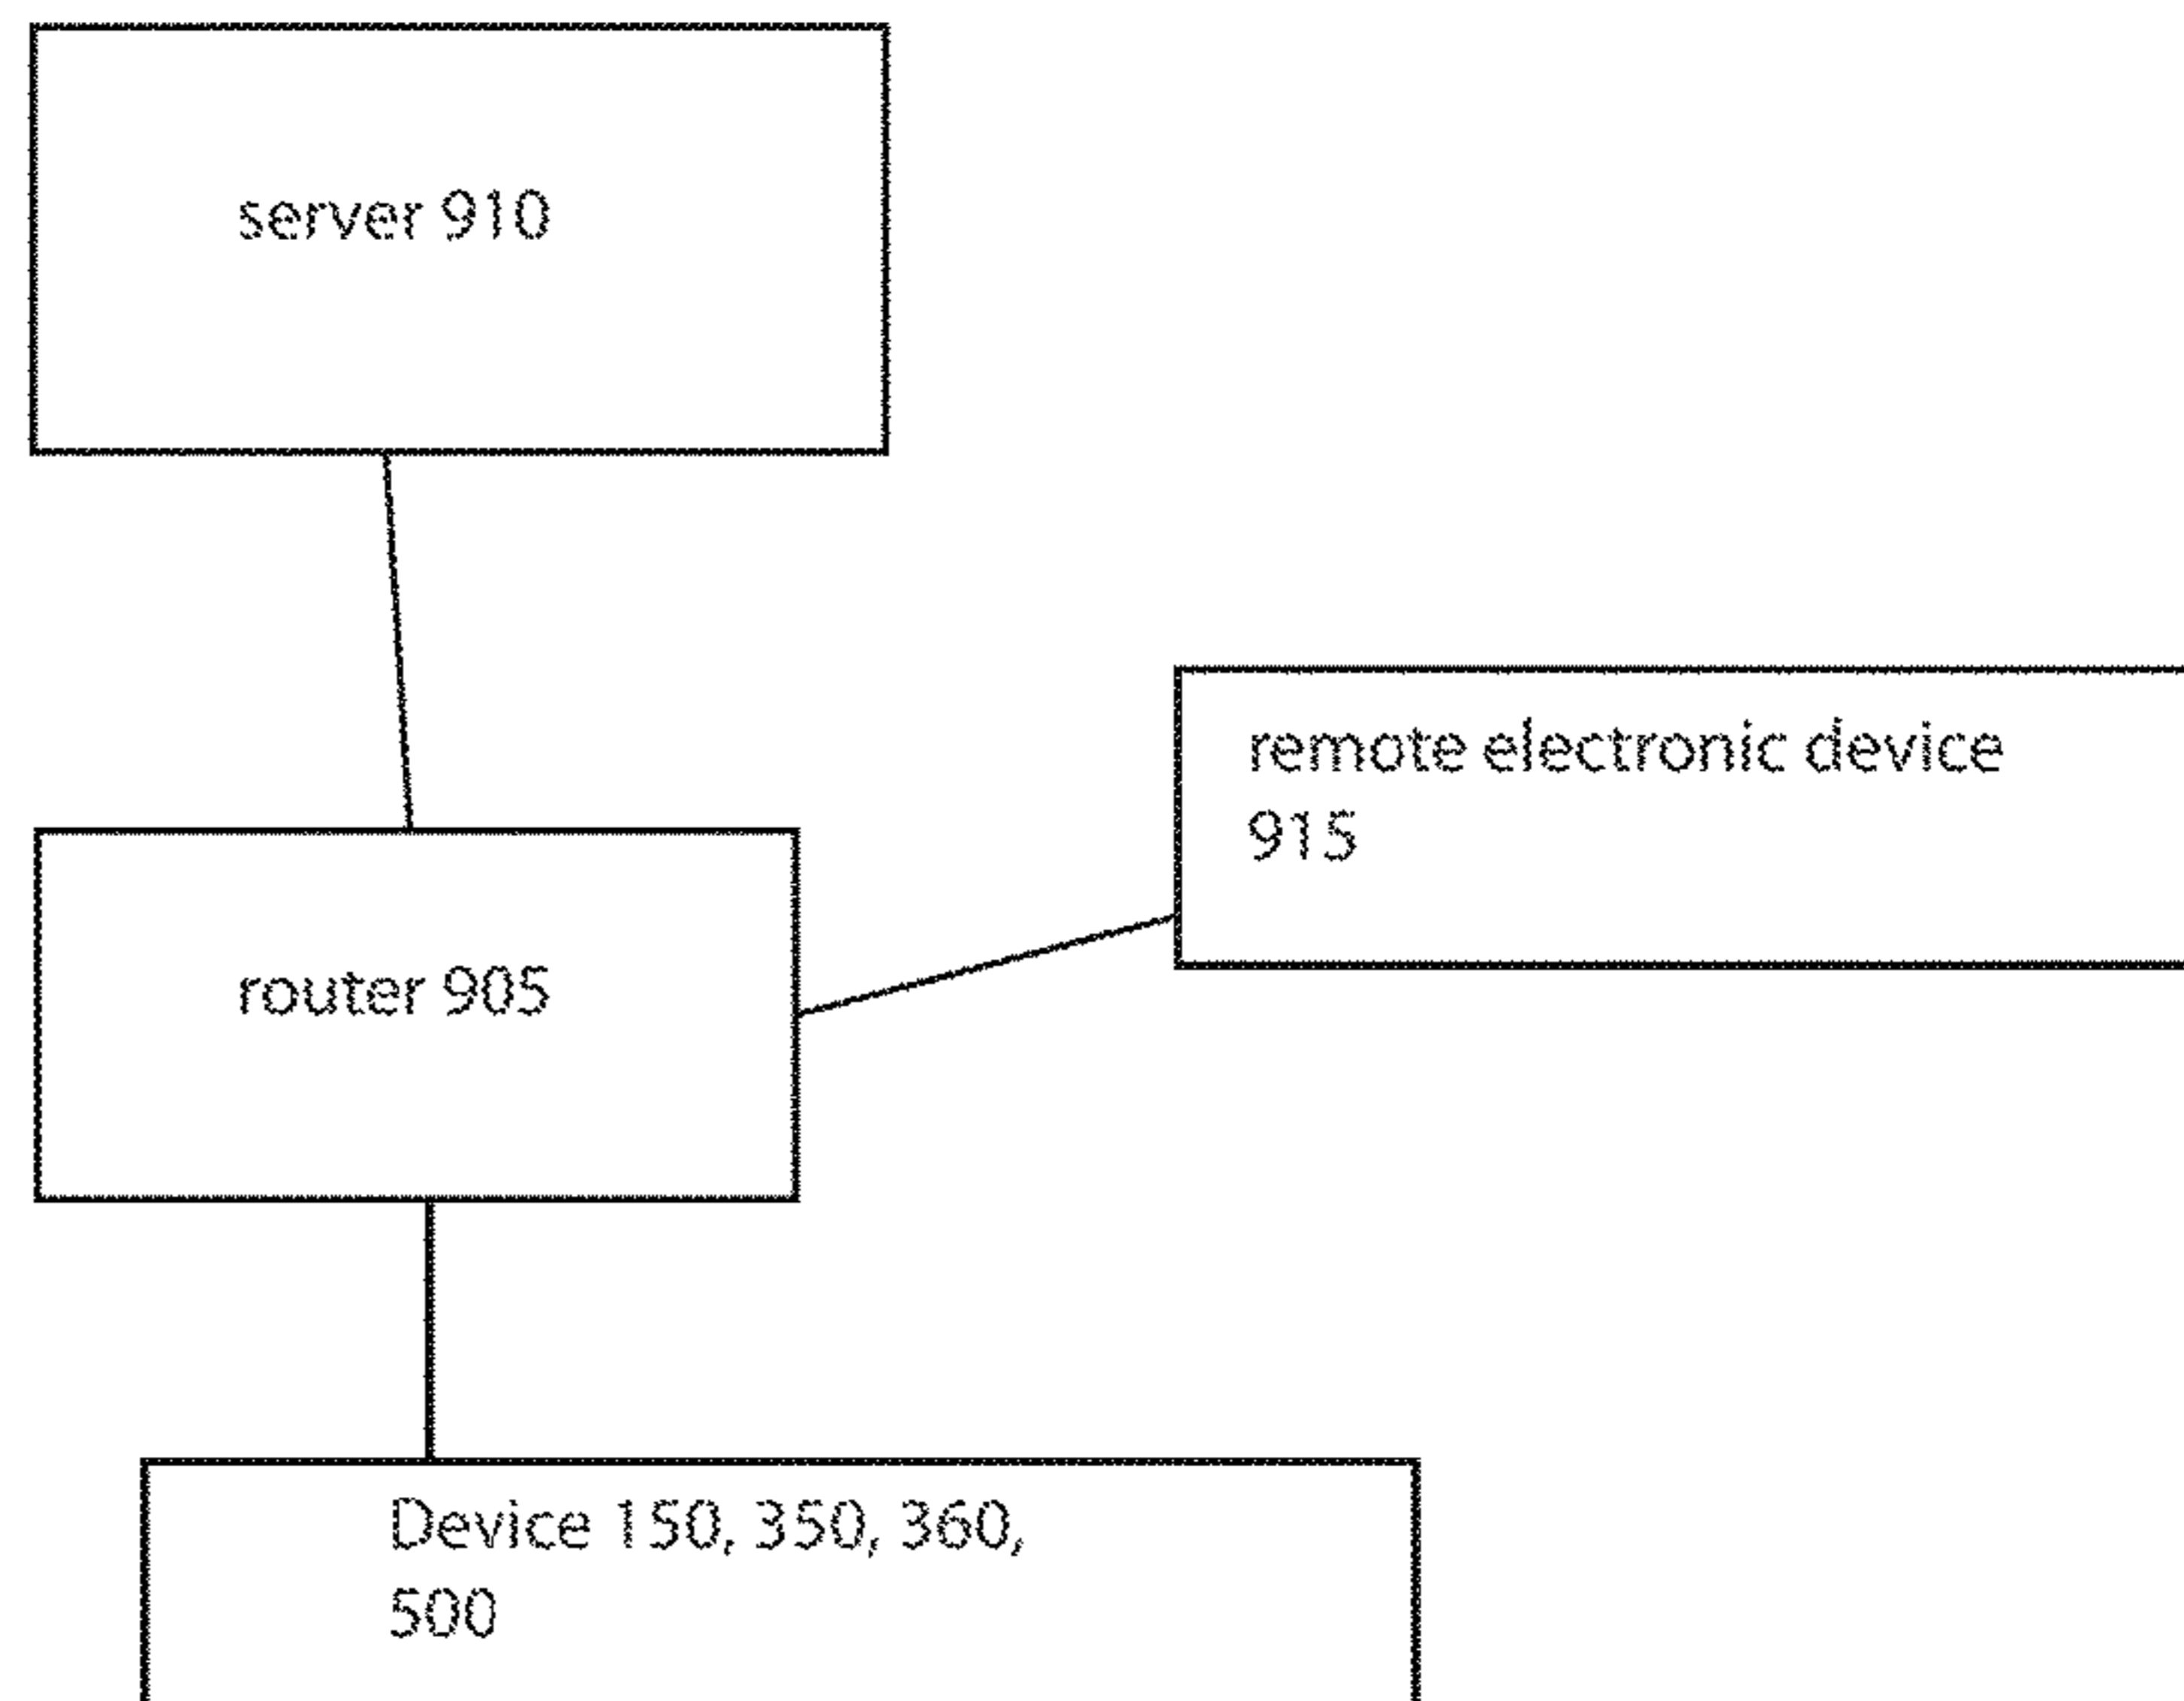 server 910
remote electronic device
915
router 905
Device 150, 350, 360,
500